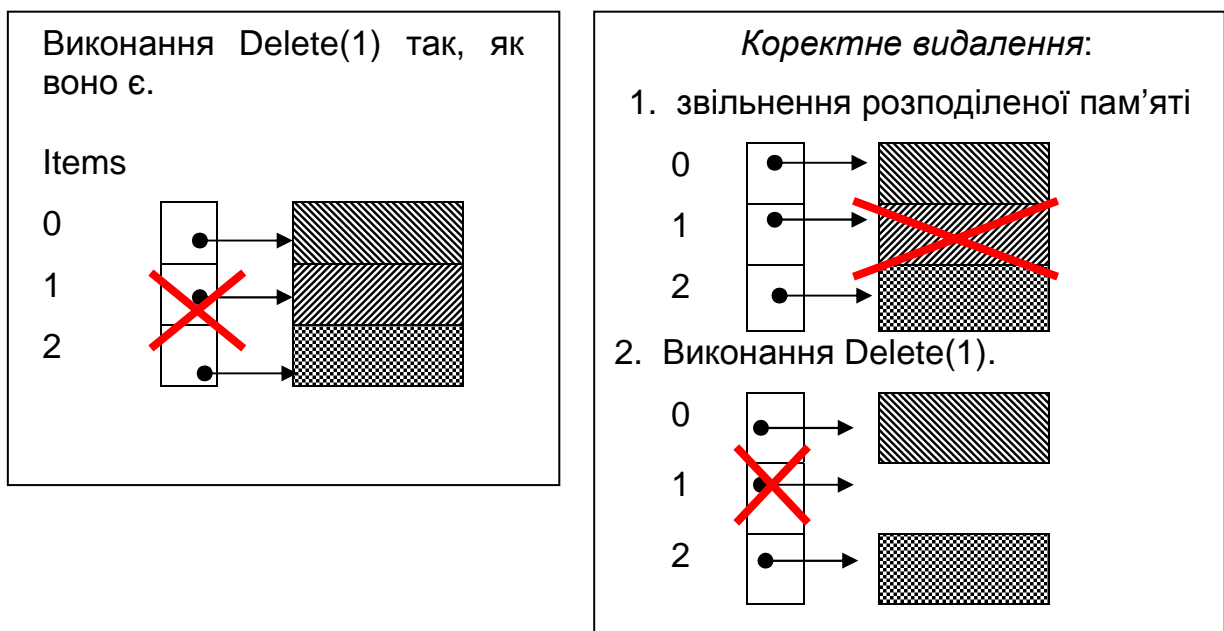 Виконання Delete(1) так, як
воно є.
Items
0
1
2
Коректне видалення:
1. звільнення розподіленої пам’яті
0
1
2
2. Виконання Delete(1).
0
1
2